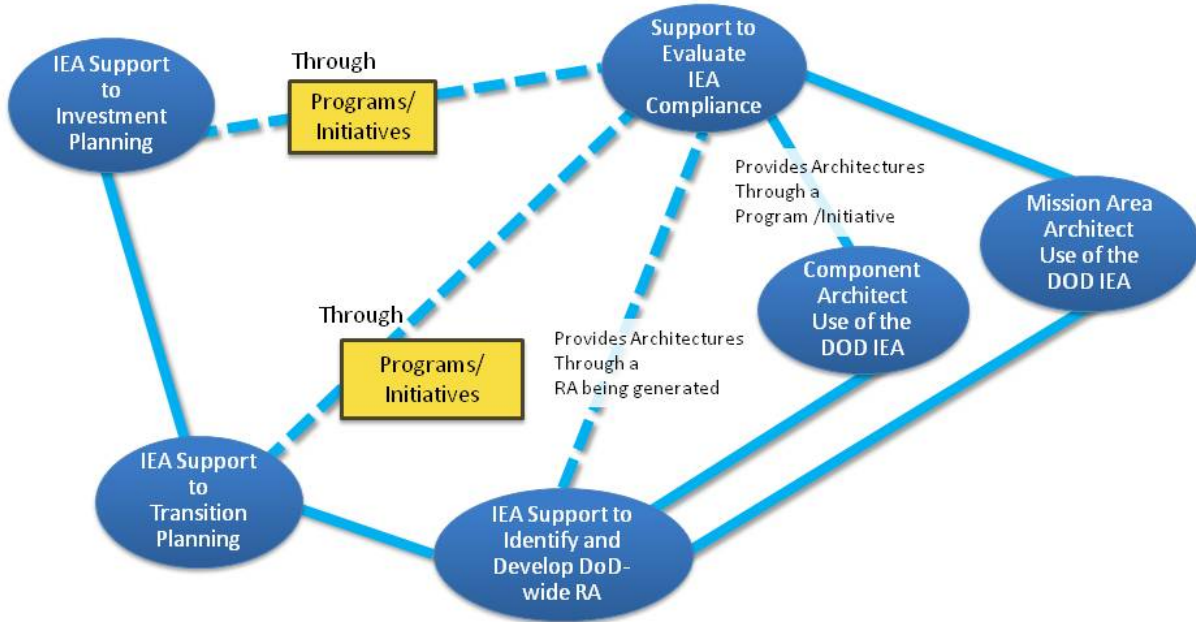 IEA Support
to
Investment
Planning
Through
Programs/
Initiatives
Support to
Evaluate
IEA
Compliance
Provides Architectures
Through a
Program /Initiative
Mission Area
Architect
Use of the
DOD IEA
Component
Architect
Use of the
DOD IEA
Through
Programs/
Initiatives
Provides Architectures
Through a
RA being generated
IEA Support
to
Transition
Planning
IEA Support to
Identify and
Develop DoD-
wide RA